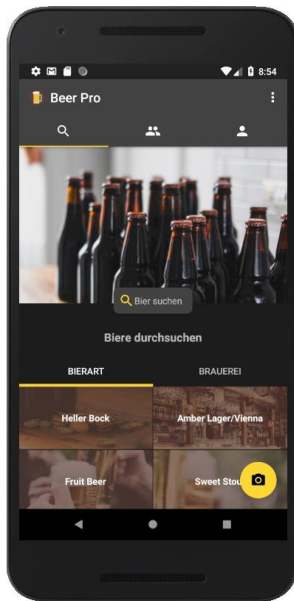 8:54
Beer Pro
Bier suchen
Biere durchsuchen
BIERART
BRAUEREI
Heller Bock
Amber Lager/Vienna
Fruit Beer
Sweet Stou